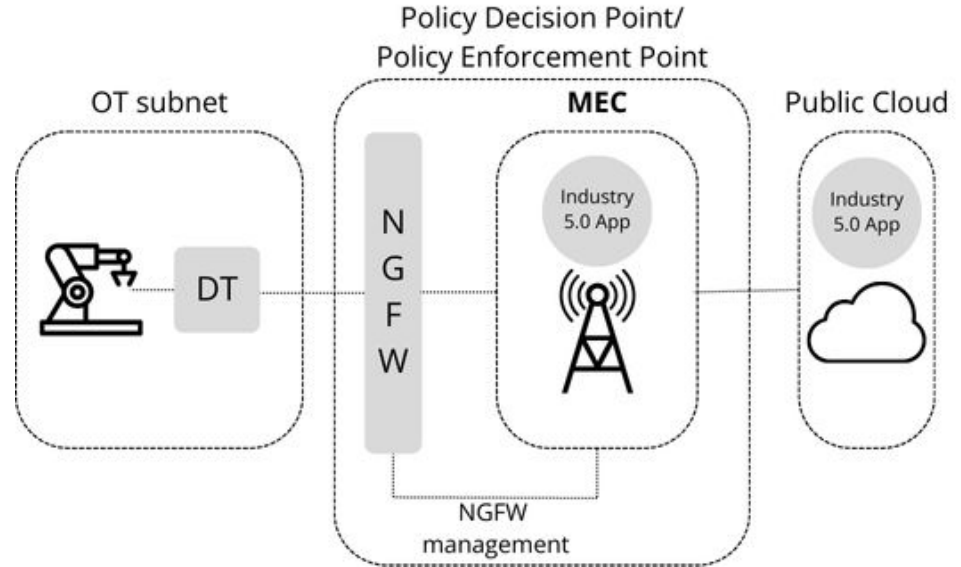 Policy Decision Point/
Policy Enforcement Point
OT subnet
MEC
Public Cloud
Industry
5.0 App
Industry
5.0 App
DT
N
G
F
W
NGFW
management